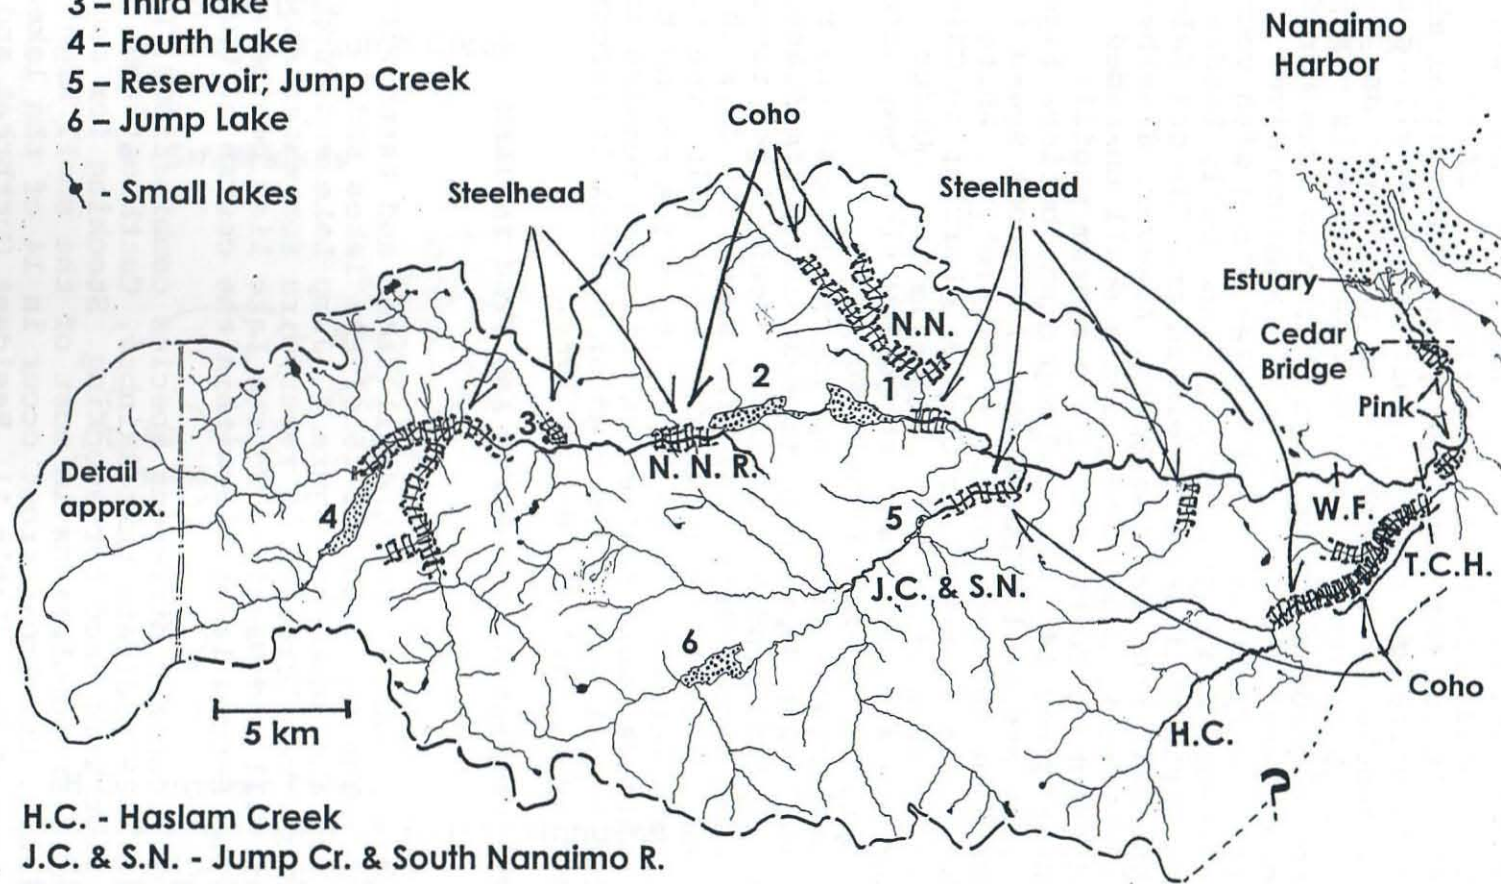 3 – Third lake
4 – Fourth Lake
5 – Reservoir; Jump Creek
6 – Jump Lake
- Small lakes
Nanaimo
Harbor
Coho
Steelhead
Steelhead
Estuary
Cedar
Bridge
Pink
N.N.
2
1
3
N. N. R.
Detail
approx.
4
5
W.F.
T.C.H.
J.C. & S.N.
6
Coho
5 km
H.C.
?
H.C. - Haslam Creek
J.C. & S.N. - Jump Cr. & South Nanaimo R.